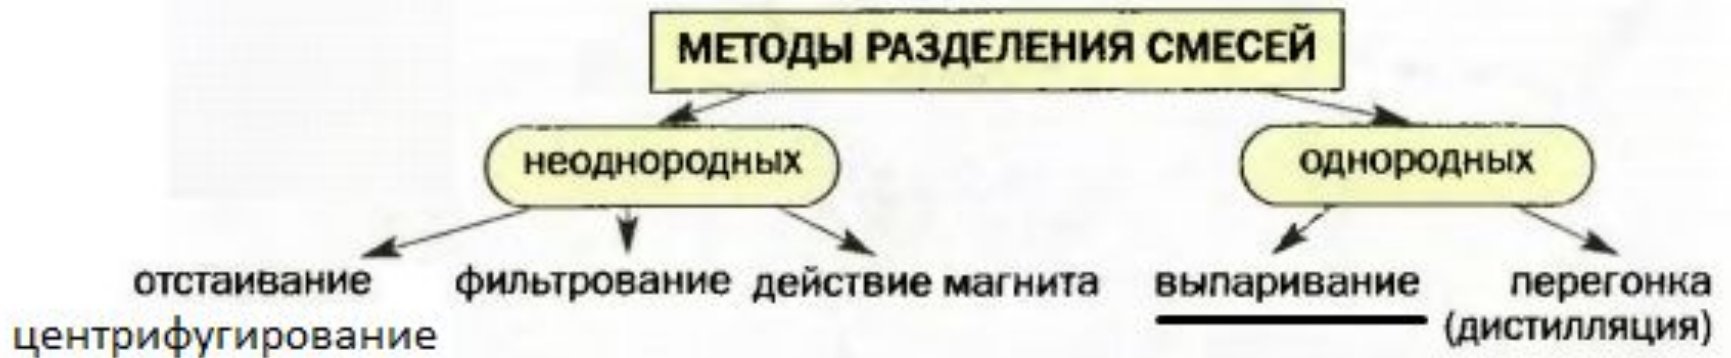 МЕТОДЫ РАЗДЕЛЕНИЯ СМЕСЕЙ
неоднородных
однородных
отстаивание
центрифугирование
фильтрование
действие магнита
выпаривание
перегонка
(дистилляция)